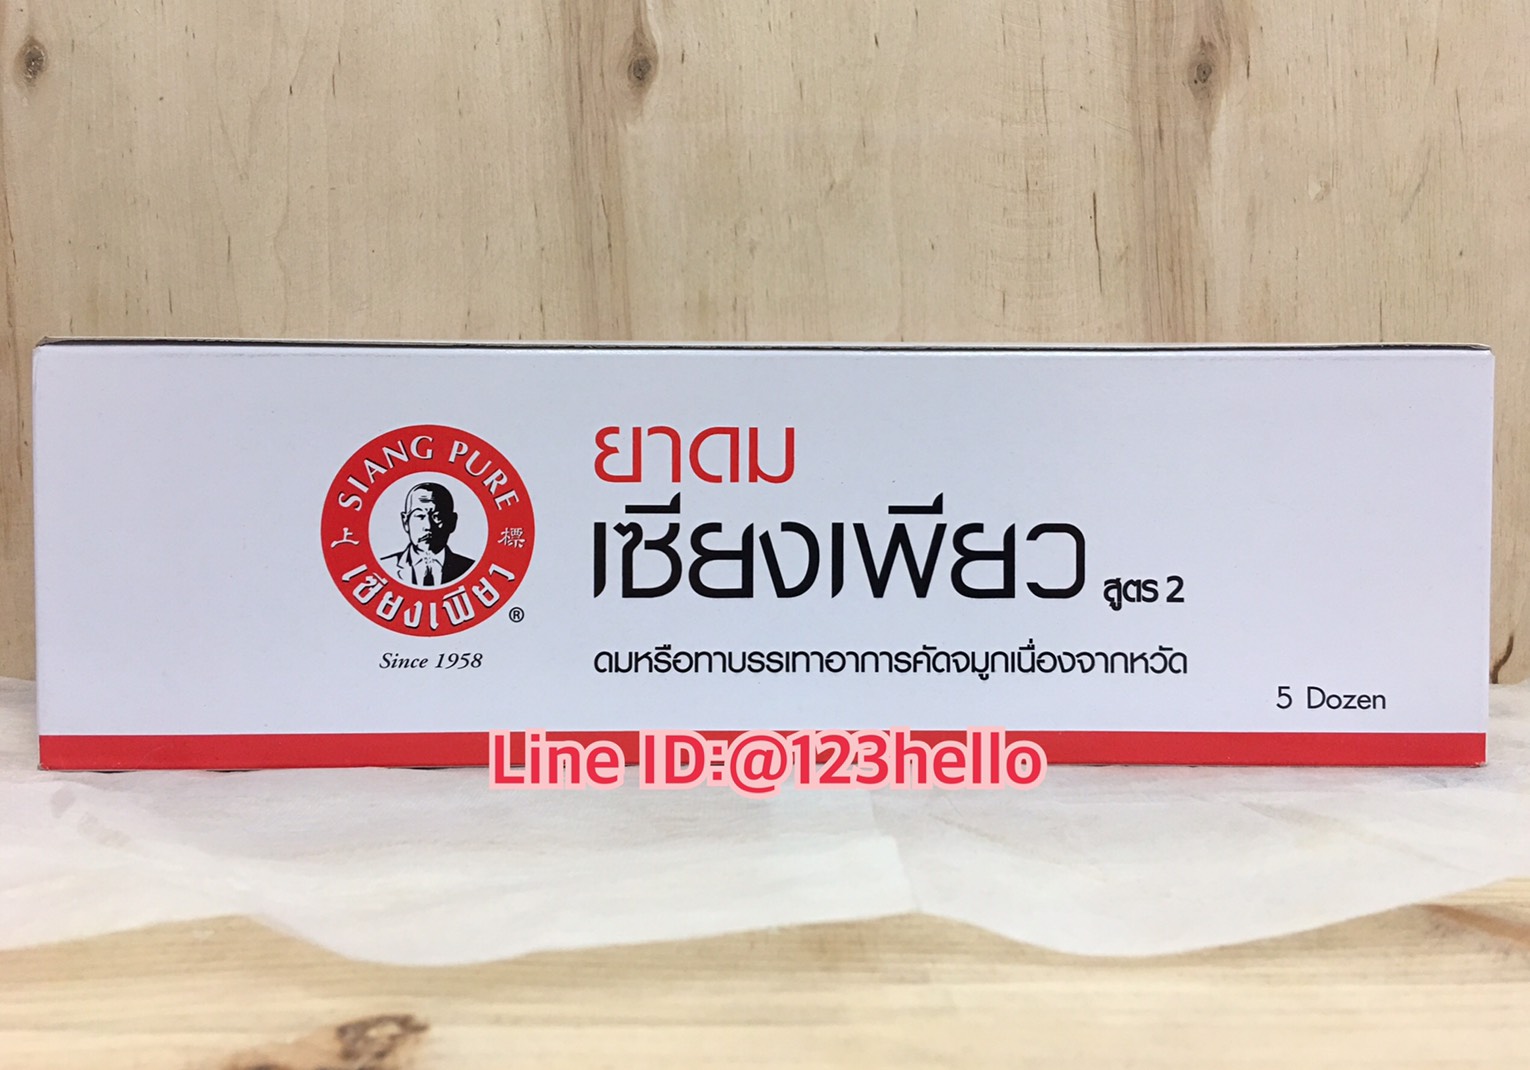 SIANG PURE
上 標
เซียงเพียว
®
Since 1958
ยาดม
เซียงเพียว สูตร 2
ดมหรือทาบรรเทาอาการคัดจมูกเนื่องจากหวัด
5 Dozen
Line ID:@123hello